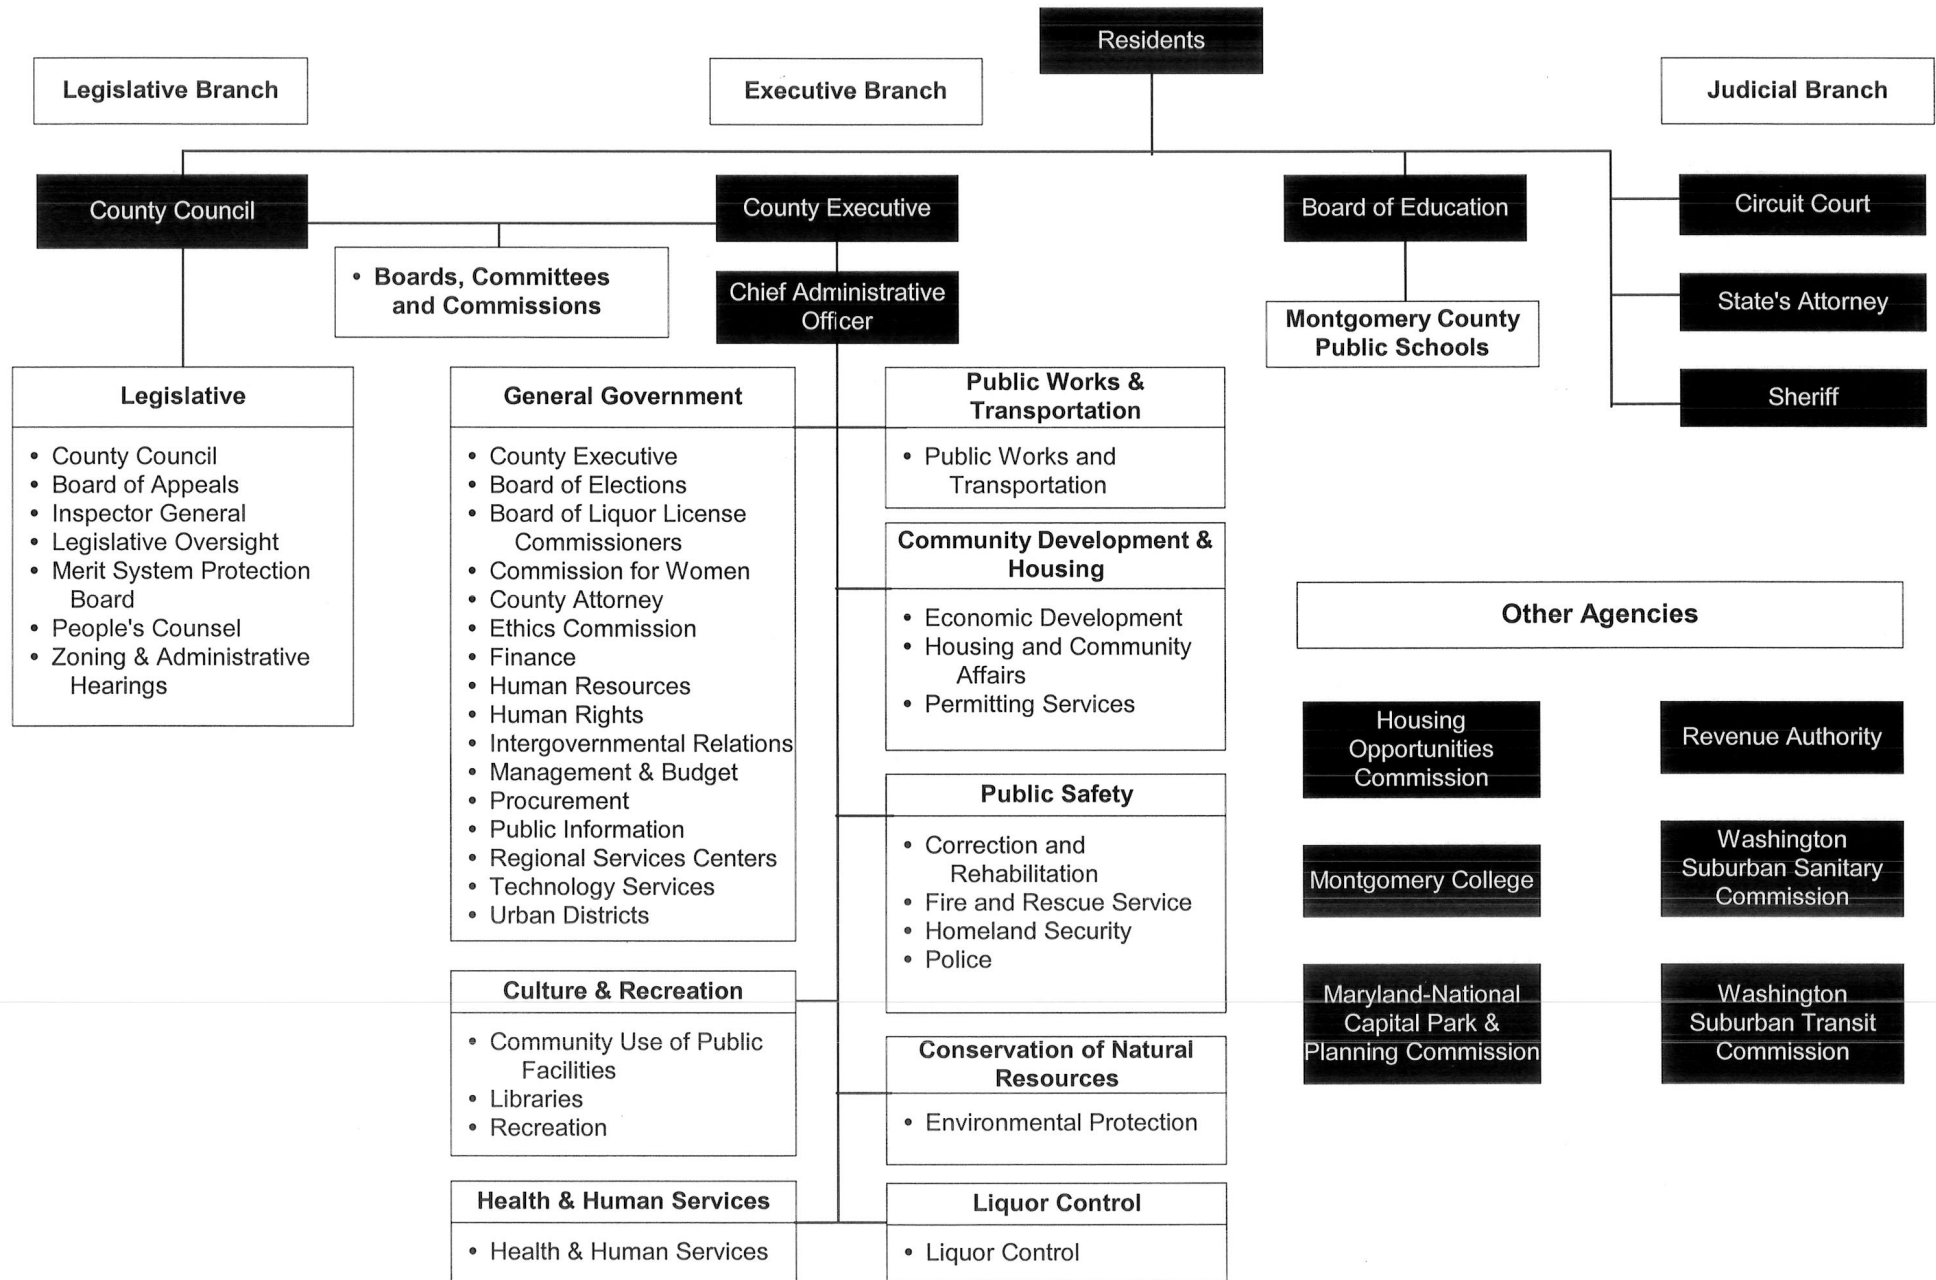 Residents
Legislative Branch
Executive Branch
Judicial Branch
County Council
County Executive
Board of Education
Circuit Court
• Boards, Committees
and Commissions
Chief Administrative
Officer
Montgomery County
Public Schools
State's Attorney
Sheriff
Legislative
• County Council
• Board of Appeals
• Inspector General
• Legislative Oversight
• Merit System Protection
Board
• People's Counsel
• Zoning & Administrative
Hearings
General Government
• County Executive
• Board of Elections
• Board of Liquor License
Commissioners
• Commission for Women
• County Attorney
• Ethics Commission
• Finance
• Human Resources
• Human Rights
• Intergovernmental Relations
• Management & Budget
• Procurement
• Public Information
• Regional Services Centers
• Technology Services
• Urban Districts
Culture & Recreation
• Community Use of Public
Facilities
• Libraries
• Recreation
Health & Human Services
• Health & Human Services
Public Works &
Transportation
• Public Works and
Transportation
Community Development &
Housing
• Economic Development
• Housing and Community
Affairs
• Permitting Services
Public Safety
• Correction and
Rehabilitation
• Fire and Rescue Service
• Homeland Security
• Police
Conservation of Natural
Resources
• Environmental Protection
Liquor Control
• Liquor Control
Other Agencies
Housing
Opportunities
Commission
Revenue Authority
Montgomery College
Washington
Suburban Sanitary
Commission
Maryland-National
Capital Park &
Planning Commission
Washington
Suburban Transit
Commission